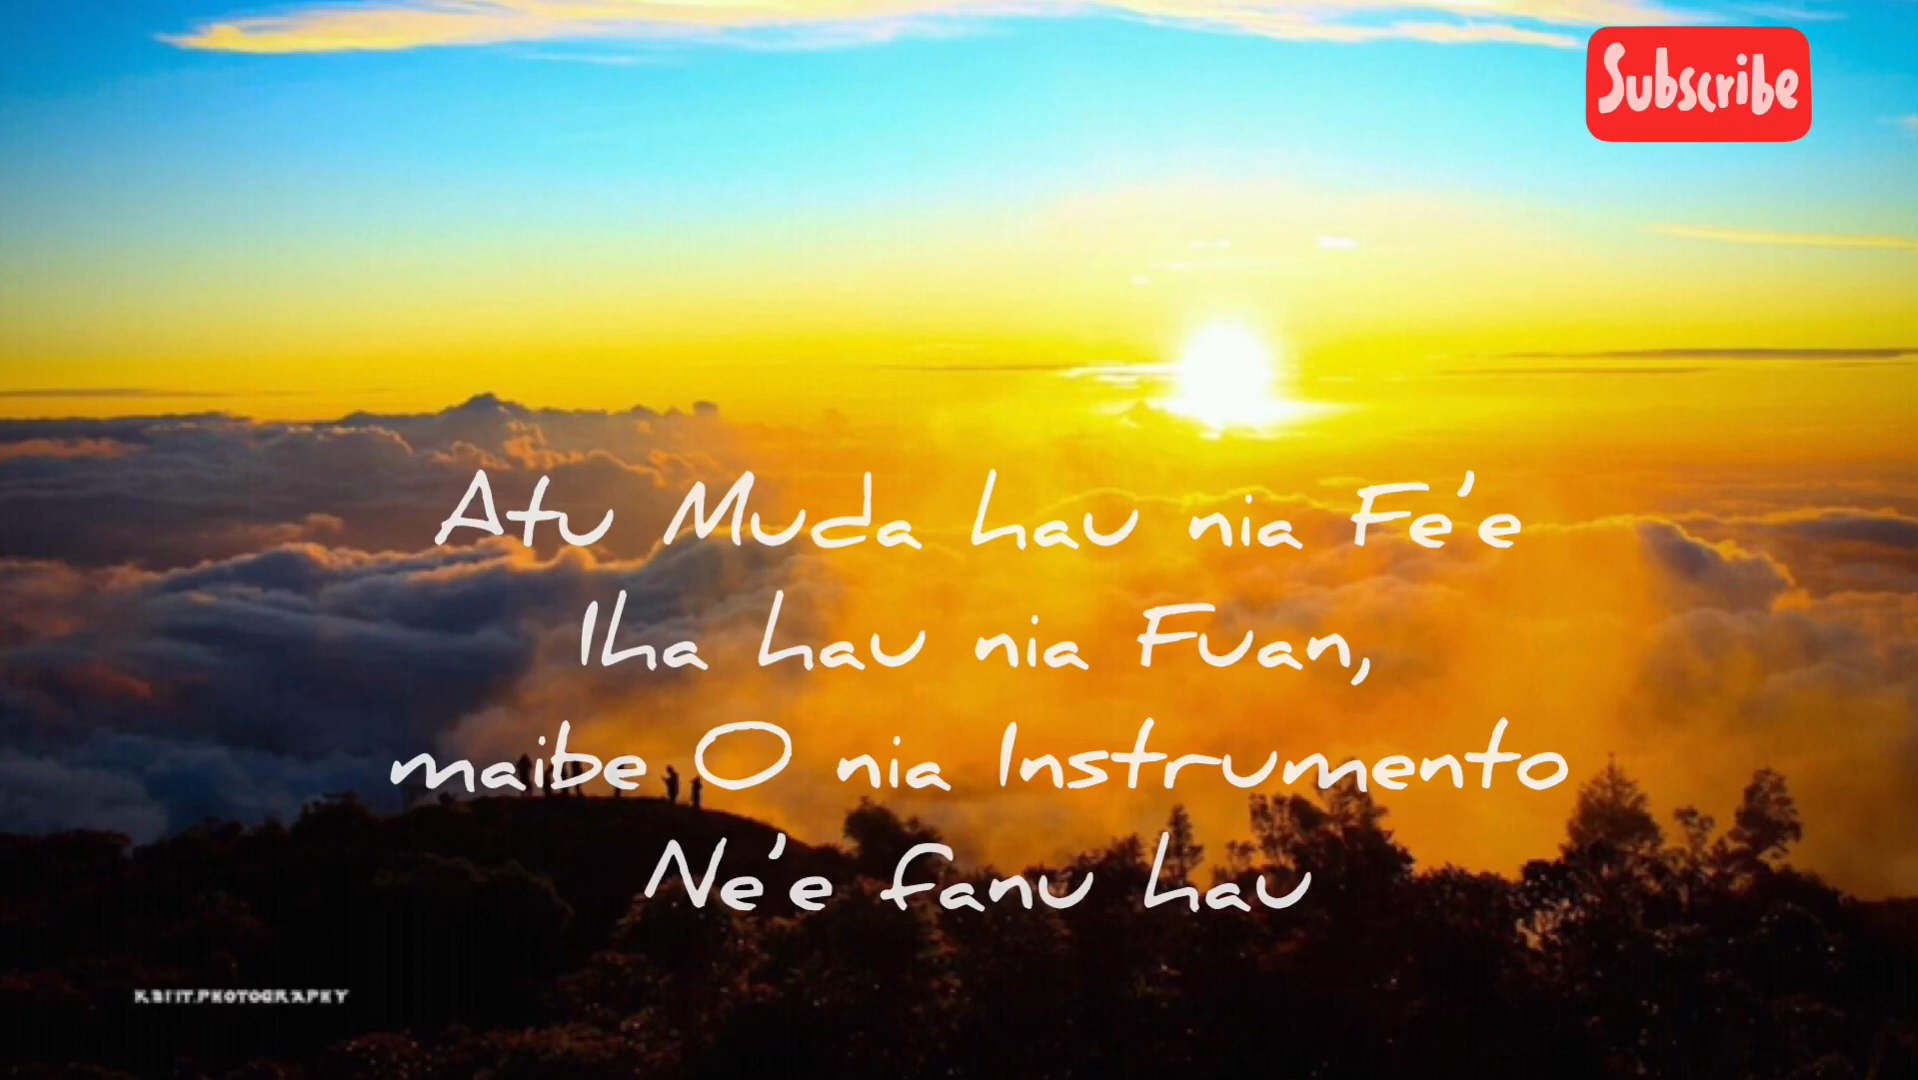 Subscribe
Atu Muda hau nia Fe'e
Iha hau nia Fuan,
maibe O nia Instrumento
Ne'e fanu hau